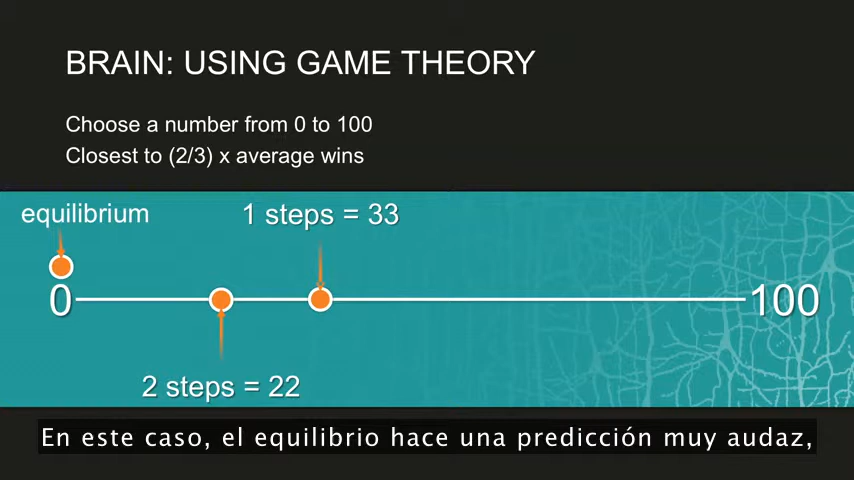 BRAIN: USING GAME THEORY
Choose a number from 0 to 100
Closest to (2/3) x average wins
equilibrium
1 steps = 33
0
100
2 steps = 22
En este caso, el equilibrio hace una predicción muy audaz,